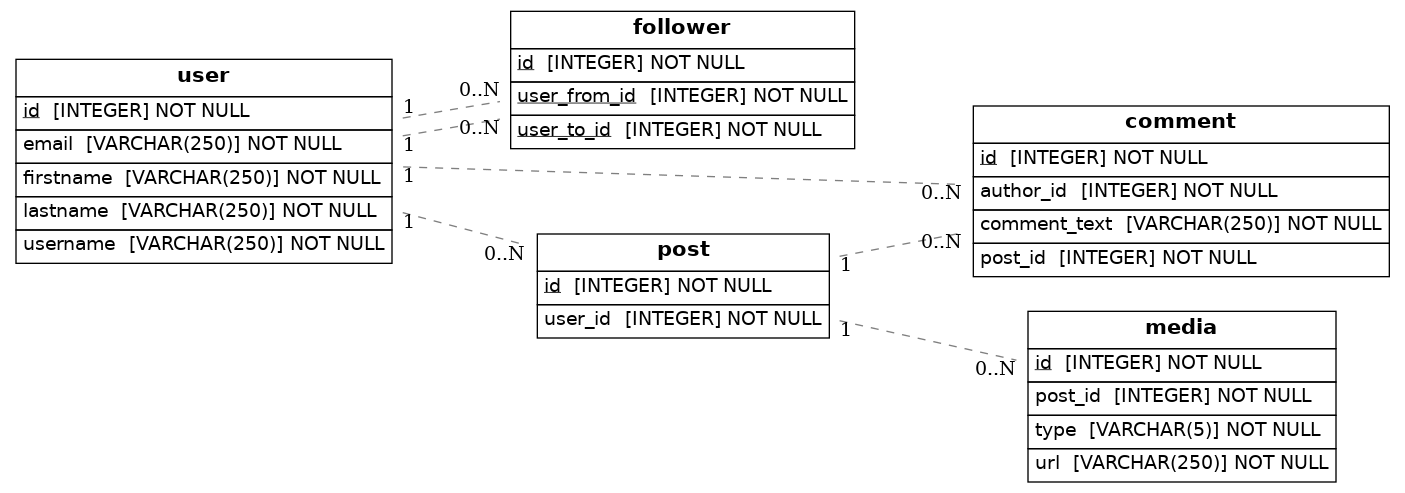 user
id [INTEGER] NOT NULL
email [VARCHAR(250)] NOT NULL
firstname [VARCHAR(250)] NOT NULL
lastname [VARCHAR(250)] NOT NULL
username [VARCHAR(250)] NOT NULL
follower
id [INTEGER] NOT NULL
user_from_id [INTEGER] NOT NULL
user_to_id [INTEGER] NOT NULL
1
0..N
1
0..N
1
0..N
1
0..N
post
id [INTEGER] NOT NULL
user_id [INTEGER] NOT NULL
1
0..N
1
0..N
comment
id [INTEGER] NOT NULL
author_id [INTEGER] NOT NULL
comment_text [VARCHAR(250)] NOT NULL
post_id [INTEGER] NOT NULL
media
id [INTEGER] NOT NULL
post_id [INTEGER] NOT NULL
type [VARCHAR(5)] NOT NULL
url [VARCHAR(250)] NOT NULL